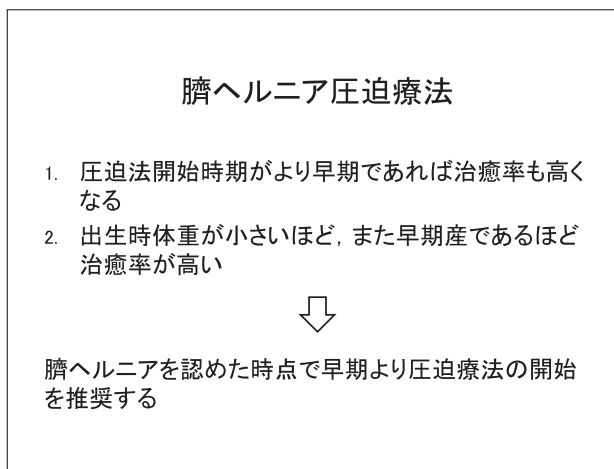 臍ヘルニア圧迫療法
1. 圧迫法開始時期がより早期であれば治癒率も高く
なる
2. 出生時体重が小さいほど，また早期産であるほど
治癒率が高い
臍ヘルニアを認めた時点で早期より圧迫療法の開始
を推奨する